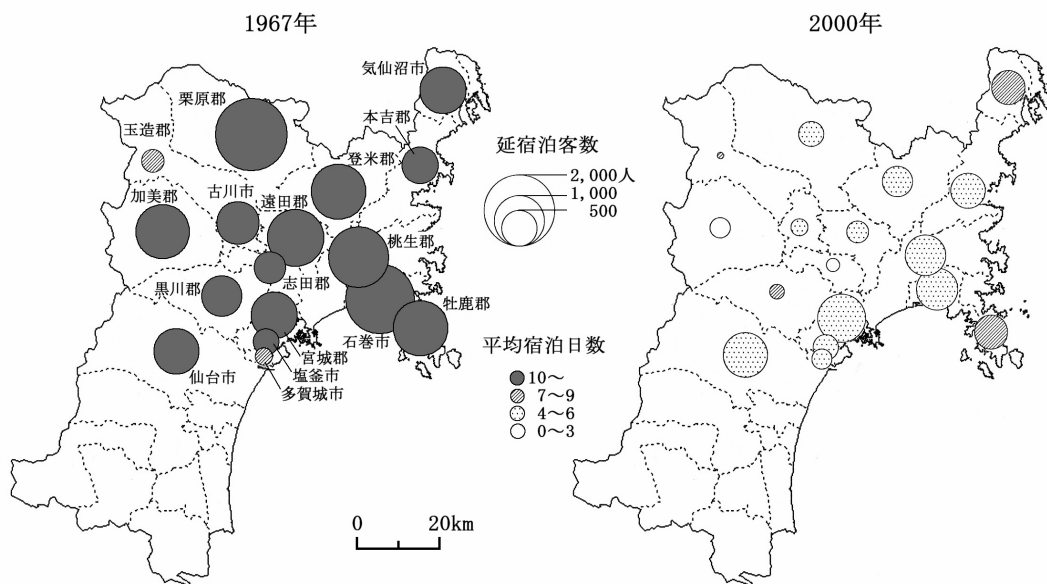 1967年
2000年
気仙沼市
栗原郡
本吉郡
玉造郡
登米郡
延宿泊客数
2,000人
1,000
500
加美郡
古川市
遠田郡
桃生郡
志田郡
黒川郡
牡鹿郡
石巻市
宮城郡
仙台市
塩釜市
多賀城市
平均宿泊日数
10〜
7〜9
4〜6
0〜3
0 20km